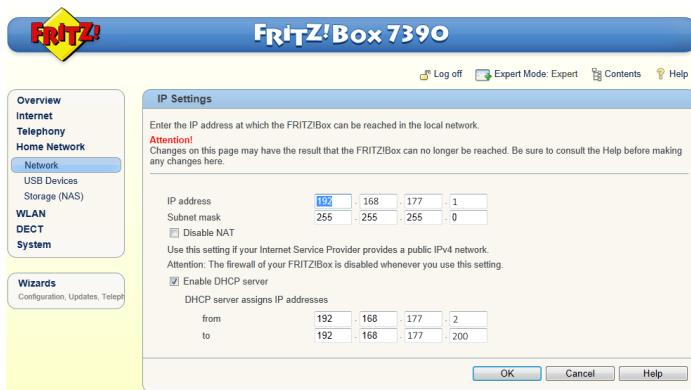 FRITZ!
FRITZ!Box 7390
Log off Expert Mode: Expert Contents Help
Overview
Internet
Telephony
Home Network
Network
USB Devices
Storage (NAS)
WLAN
DECT
System
Wizards
Configuration, Updates, Teleph
IP Settings
Enter the IP address at which the FRITZ!Box can be reached in the local network.
Attention!
Changes on this page may have the result that the FRITZ!Box can no longer be reached. Be sure to consult the Help before making
any changes here.
IP address 192 . 168 . 177 . 1
Subnet mask 255 . 255 . 255 . 0
Disable NAT
Use this setting if your Internet Service Provider provides a public IPv4 network.
Attention: The firewall of your FRITZ!Box is disabled whenever you use this setting.
Enable DHCP server
DHCP server assigns IP addresses
from 192 . 168 . 177 . 2
to 192 . 168 . 177 . 200
OK Cancel Help